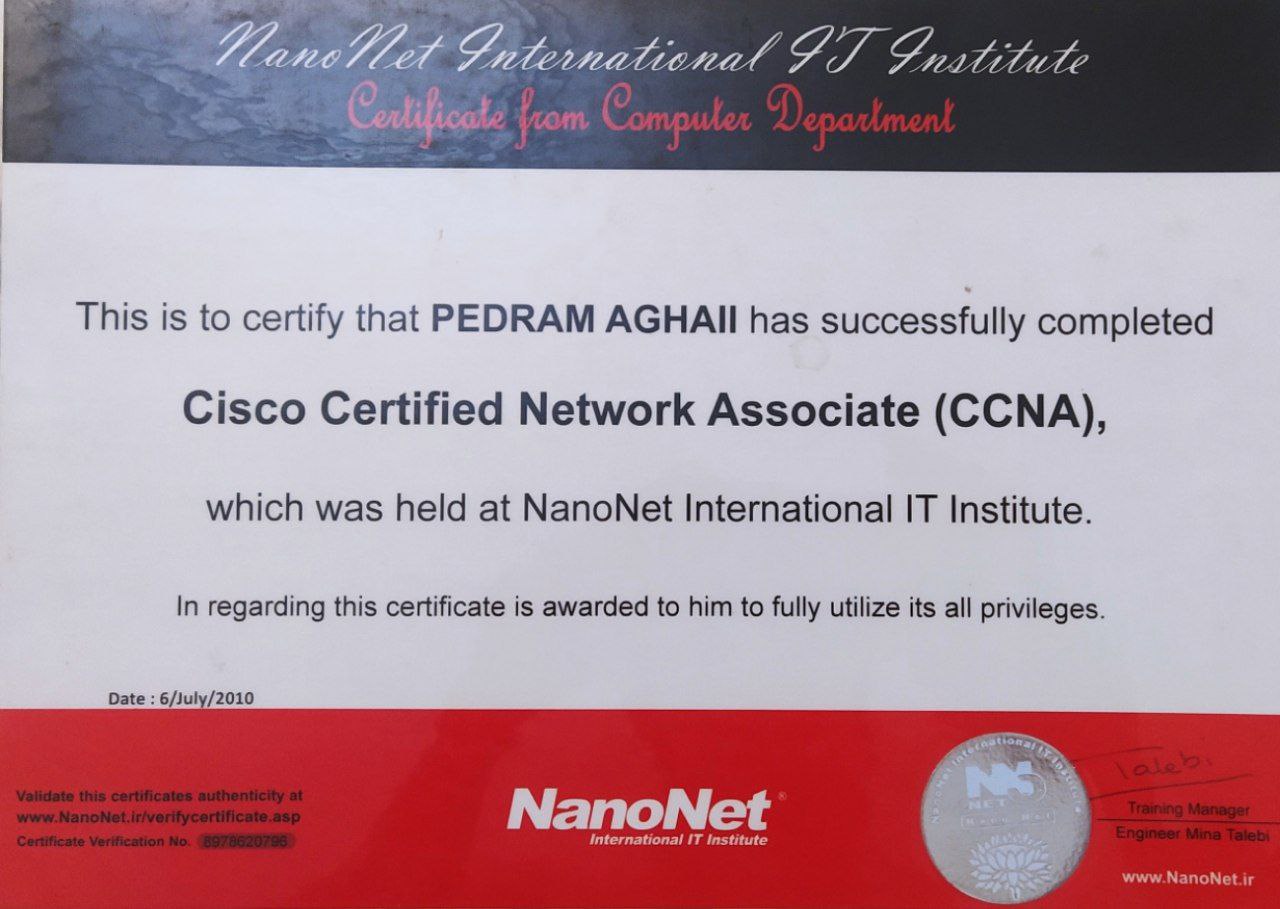 NanoNet International IT Institute
Certificate from Computer Department
This is to certify that PEDRAM AGHAII has successfully completed
Cisco Certified Network Associate (CCNA),
which was held at NanoNet International IT Institute.
In regarding this certificate is awarded to him to fully utilize its all privileges.
Date : 6/July/2010
Validate this certificates authenticity at
www.NanoNet.ir/verifycertificate.asp
Certificate Verification No. 8978620796
NanoNet®
International IT Institute
NanoNet International IT Institute
NN
NET
Talebi
Training Manager
Engineer Mina Talebi
www.NanoNet.ir